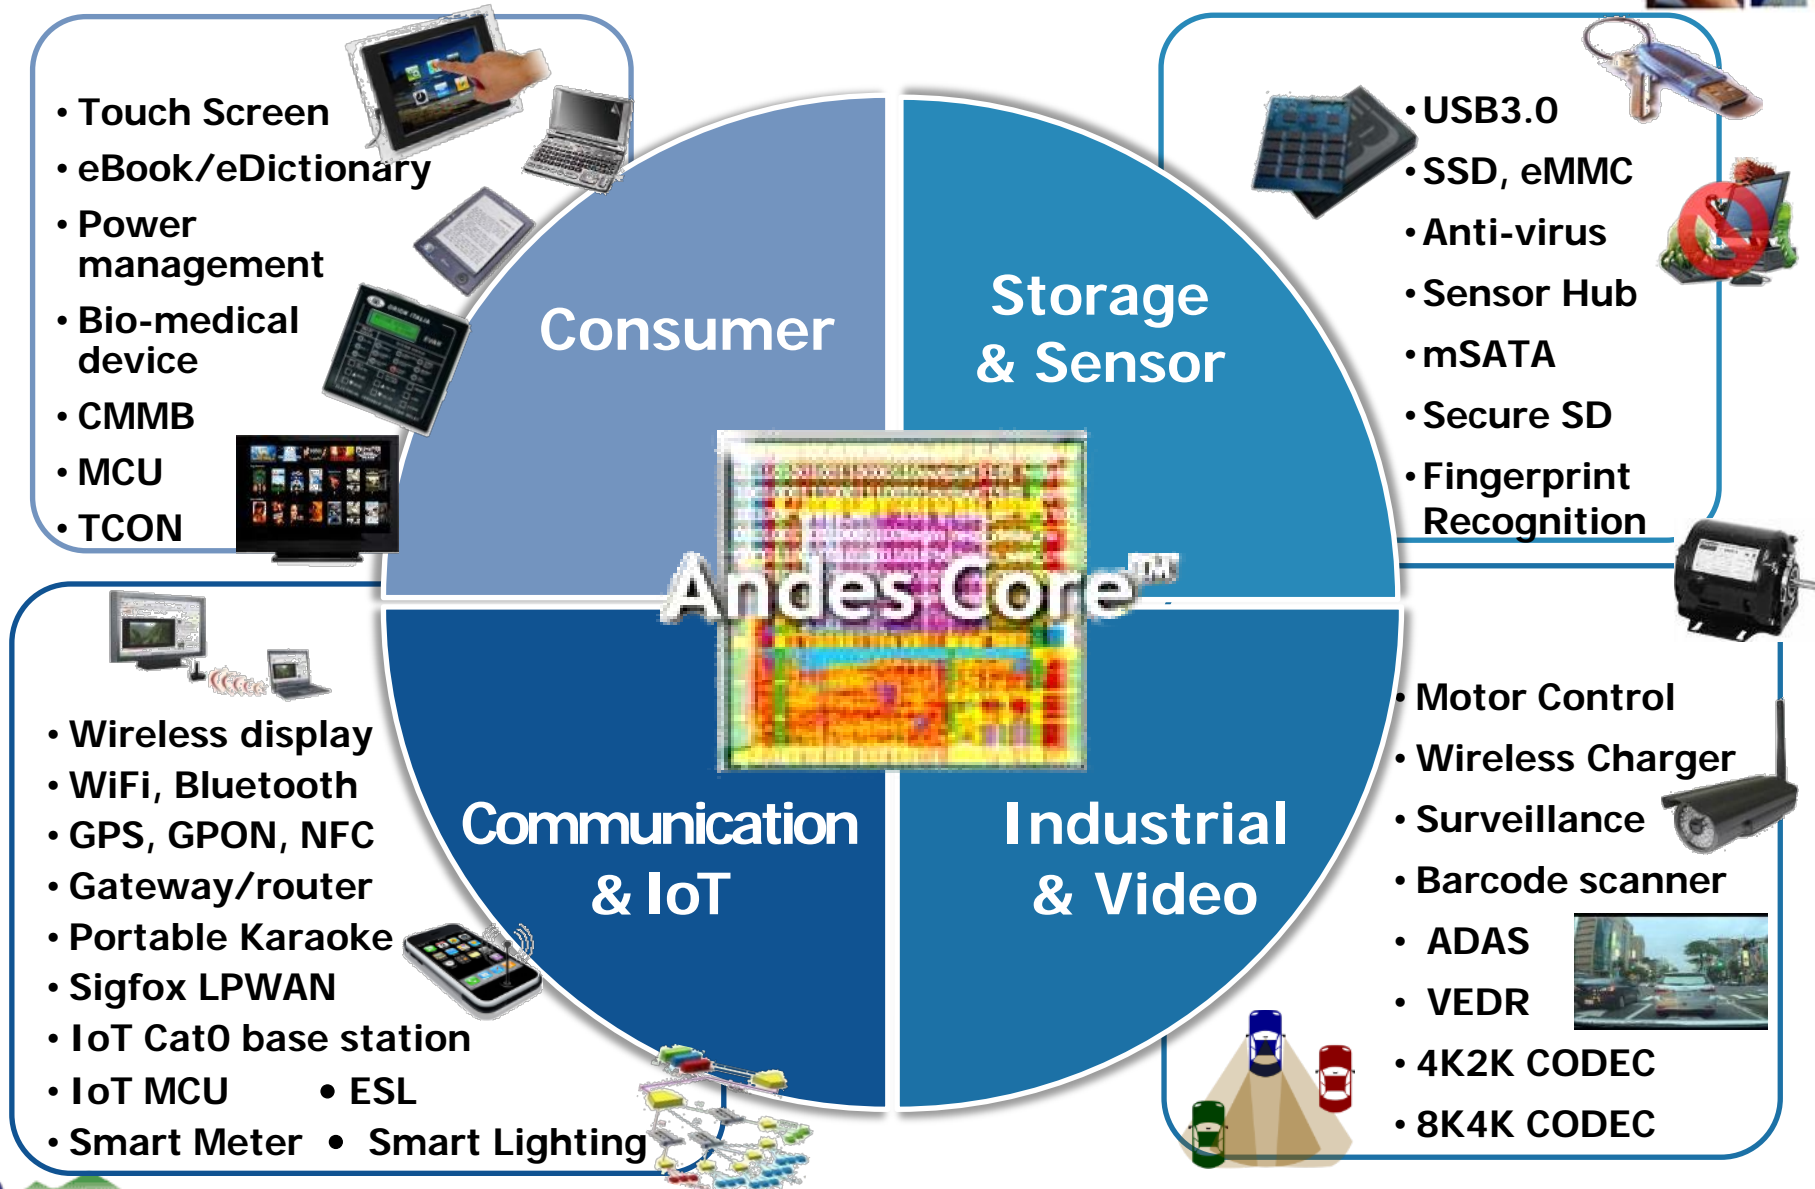 • Touch Screen
• eBook/eDictionary
• Power
management
• Bio-medical
device
• CMMB
• MCU
• TCON
Consumer
Storage
& Sensor
• USB3.0
• SSD, eMMC
• Anti-virus
• Sensor Hub
• mSATA
• Secure SD
• Fingerprint
Recognition
Andes Core™
• Wireless display
• WiFi, Bluetooth
• GPS, GPON, NFC
• Gateway/router
• Portable Karaoke
• Sigfox LPWAN
• IoT Cat0 base station
• IoT MCU • ESL
• Smart Meter • Smart Lighting
Communication
& IoT
Industrial
& Video
• Motor Control
• Wireless Charger
• Surveillance
• Barcode scanner
• ADAS
• VEDR
• 4K2K CODEC
• 8K4K CODEC
ORION ITALIA